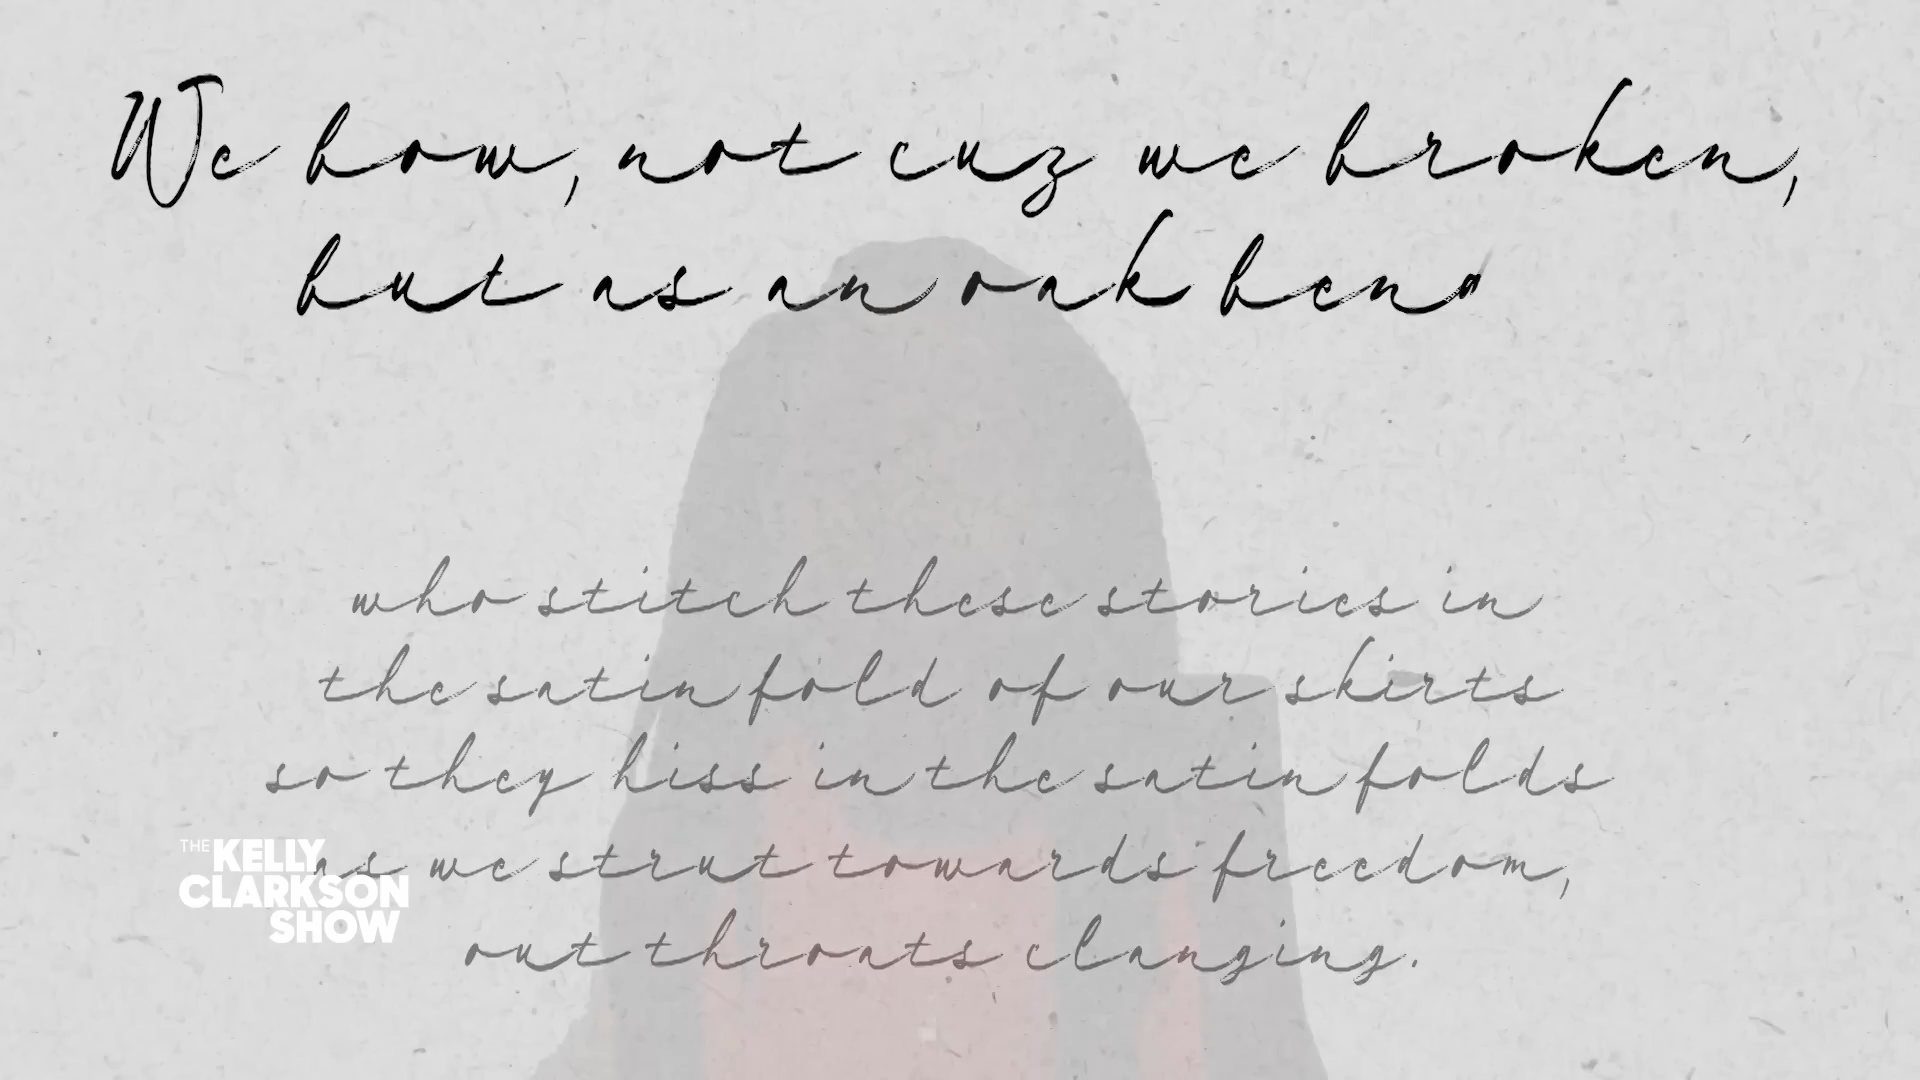 We bow, not cuz we broken,
but as an oak bend
who stitch these stories in
the satin fold of our skirts
so they hiss in the satin folds
as we strut towards freedom,
out throats clanging.
THE KELLY
CLARKSON
SHOW